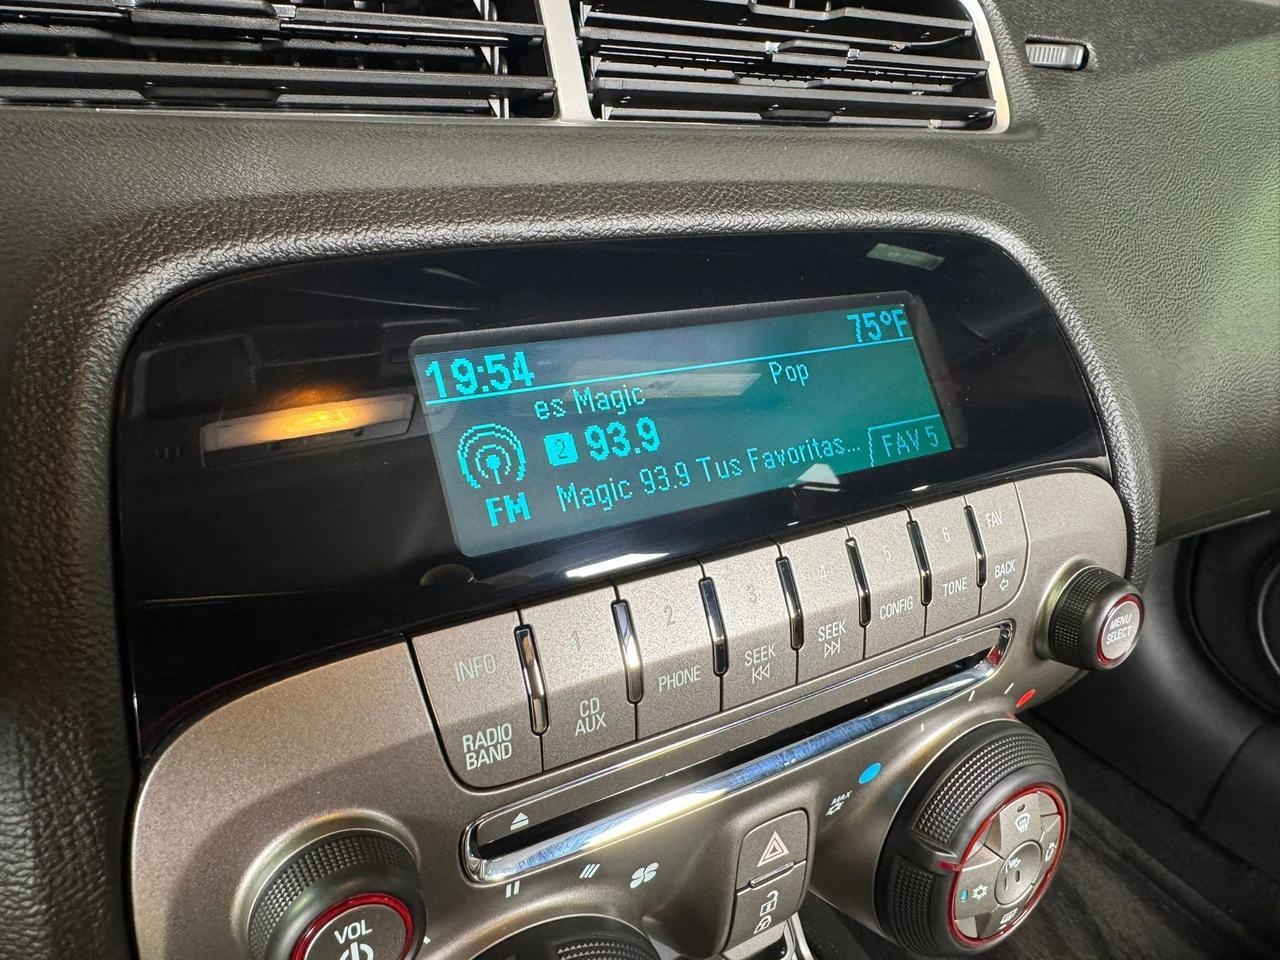 19:54
75°F
es Magic
Pop
2 93.9
FM
Magic 93.9 Tus Favoritas...
FAV 5
INFO
1
2
3
4
5
6
FAV
RADIO
BAND
CD
AUX
PHONE
SEEK
SEEK
CONFIG
TONE
BACK
MENU
SELECT
MAX
VOL